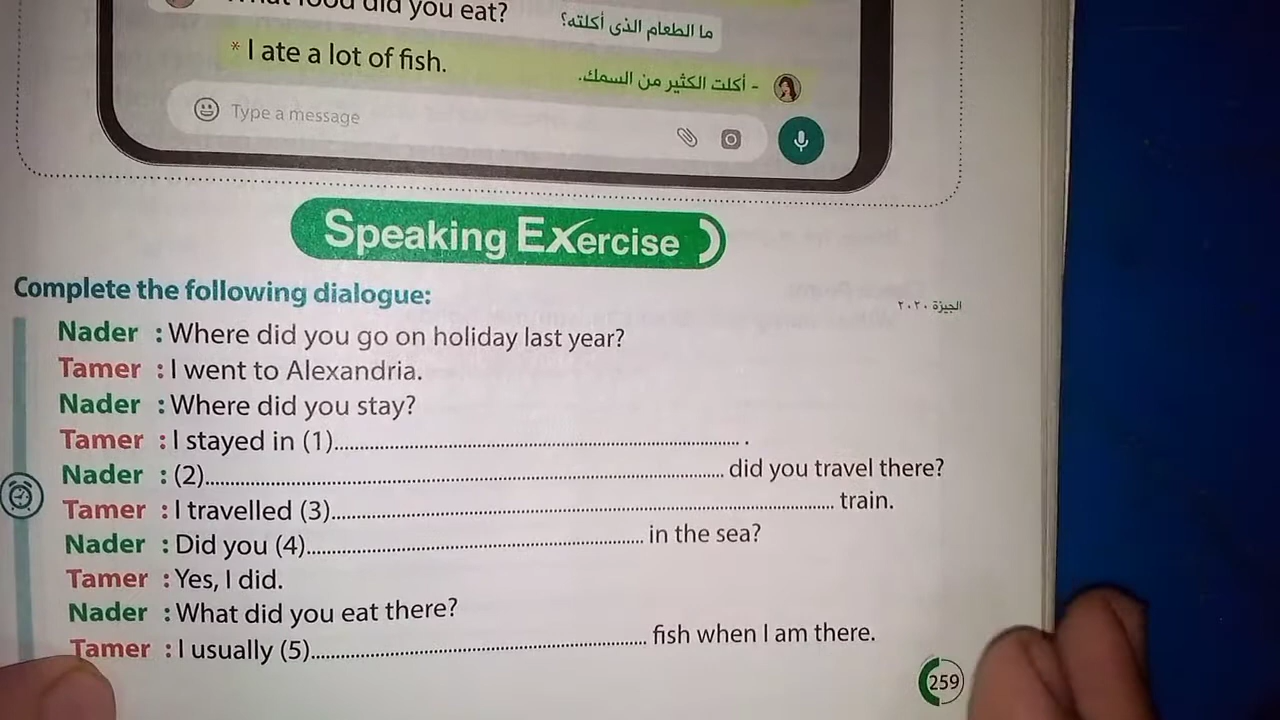 food did you eat?
ما الطعام الذى أكلته؟
* I ate a lot of fish.
- أكلت الكثير من السمك.
Type a message
Speaking Exercise
Complete the following dialogue:
الجيزة ٢٠٢٠
Nader : Where did you go on holiday last year?
Tamer : I went to Alexandria.
Nader : Where did you stay?
Tamer : I stayed in (1)........................................ .
Nader : (2)........................................ did you travel there?
Tamer : I travelled (3)........................................ train.
Nader : Did you (4)........................................ in the sea?
Tamer : Yes, I did.
Nader : What did you eat there?
Tamer : I usually (5)........................................ fish when I am there.
259